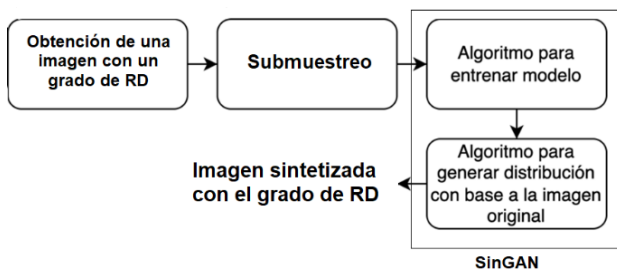 Obtención de una
imagen con un
grado de RD
Submuestreo
Algoritmo para
entrenar modelo
Algoritmo para
generar distribución
con base a la imagen
original
Imagen sintetizada
con el grado de RD
SinGAN